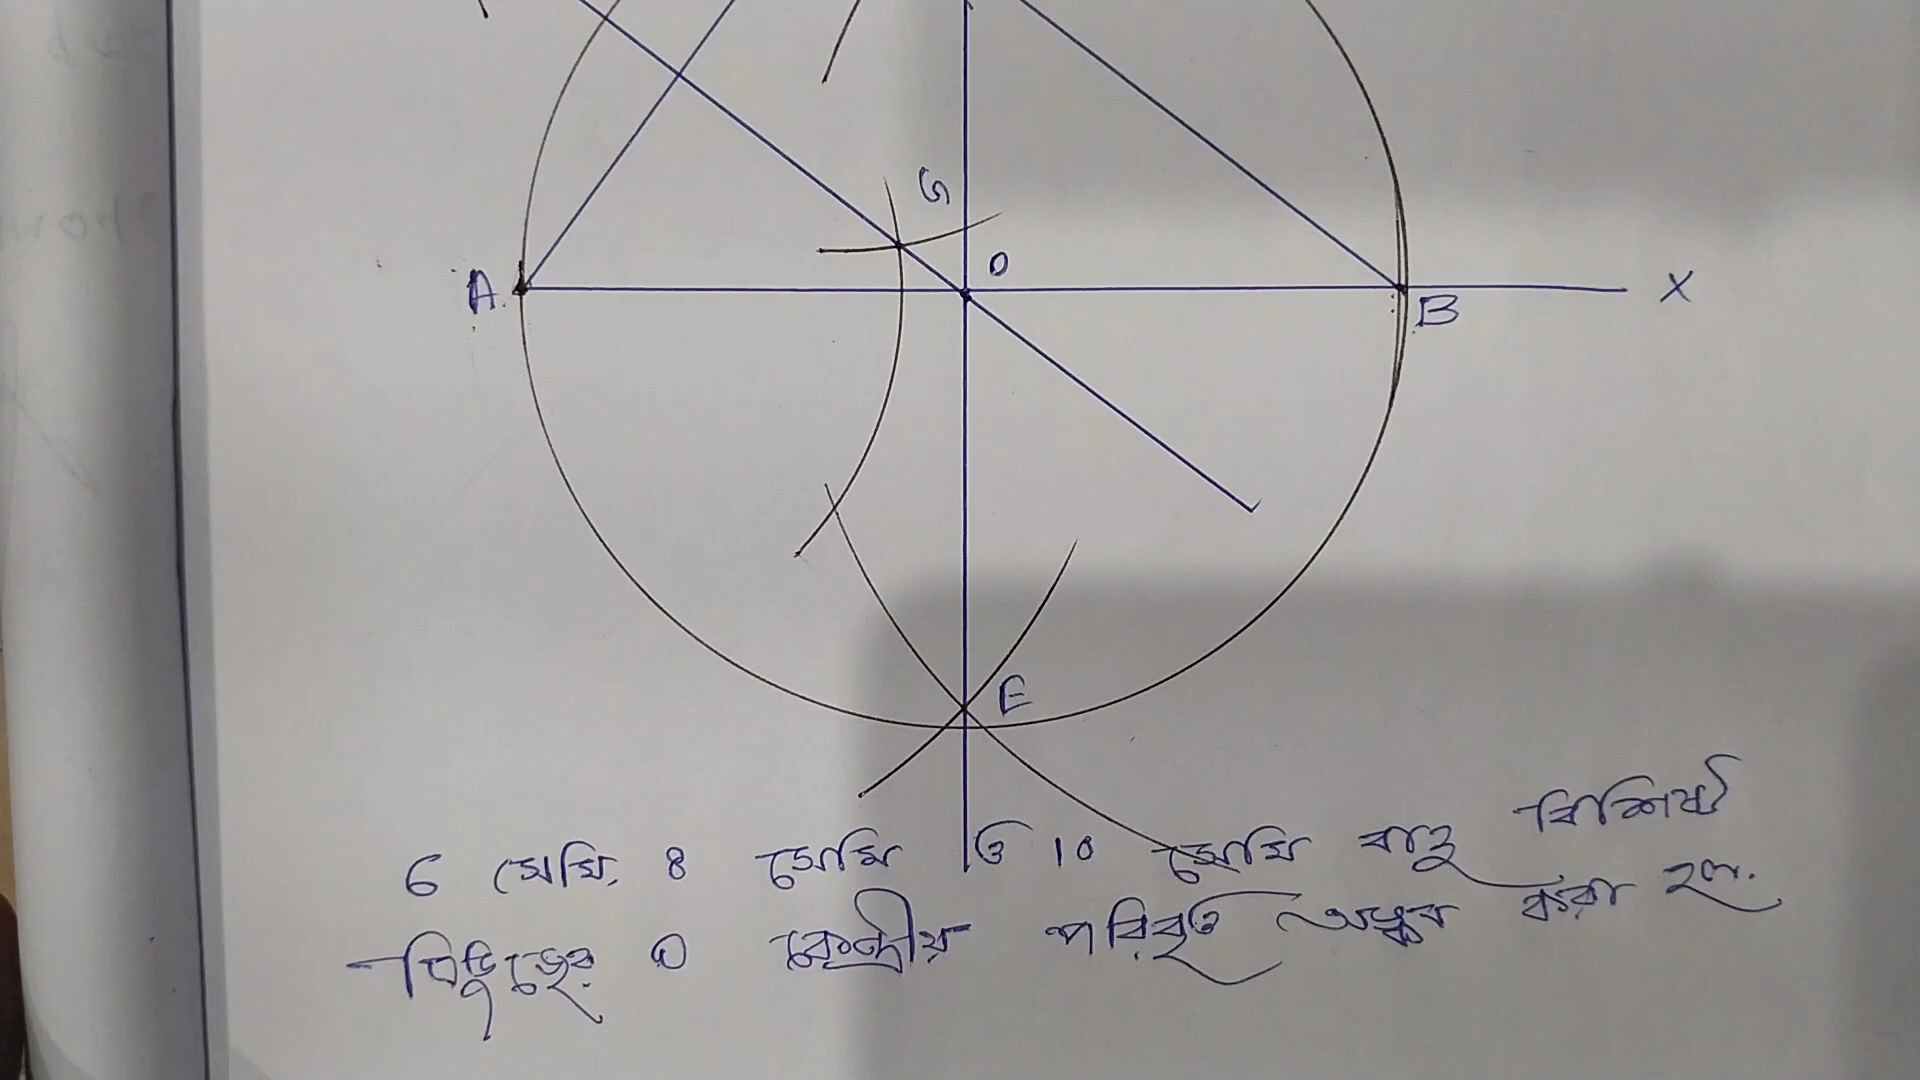 G
O
A
B
X
E
6 সেমি, 8 সেমি ও 10 সেমি বাহু বিশিষ্ট
ত্রিভুজের O কেন্দ্রীয় পরিবৃত্ত অঙ্কন করা হল.